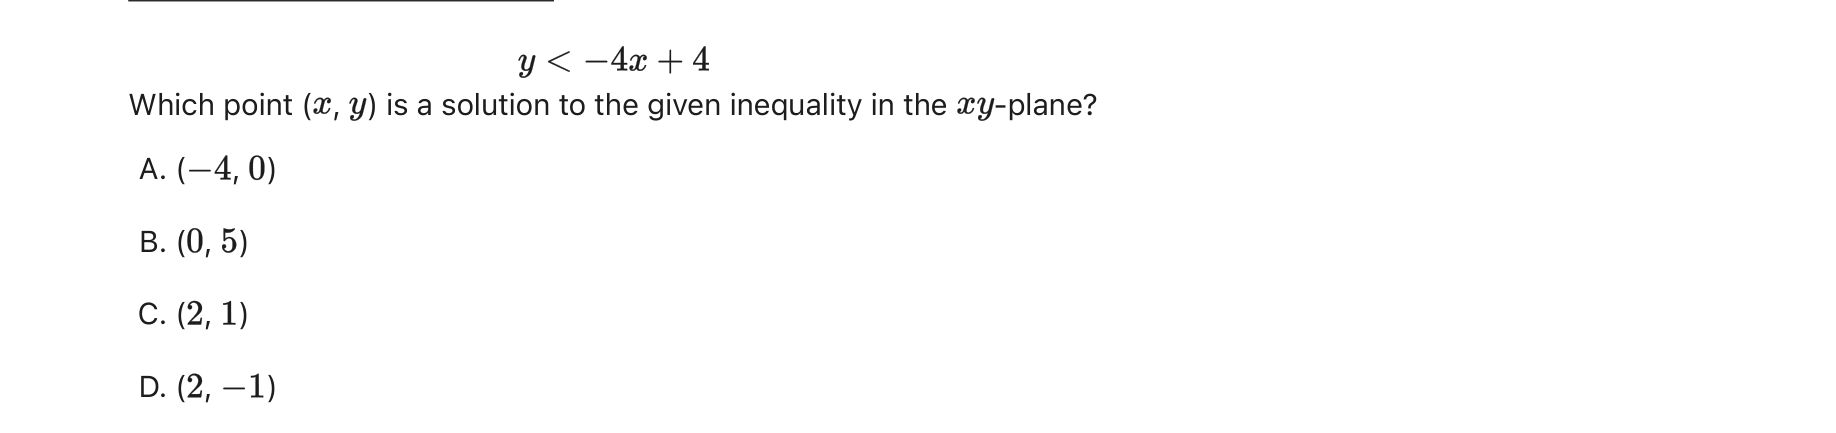 y < −4x + 4
Which point (x, y) is a solution to the given inequality in the xy-plane?
A. (−4, 0)
B. (0, 5)
C. (2, 1)
D. (2, −1)